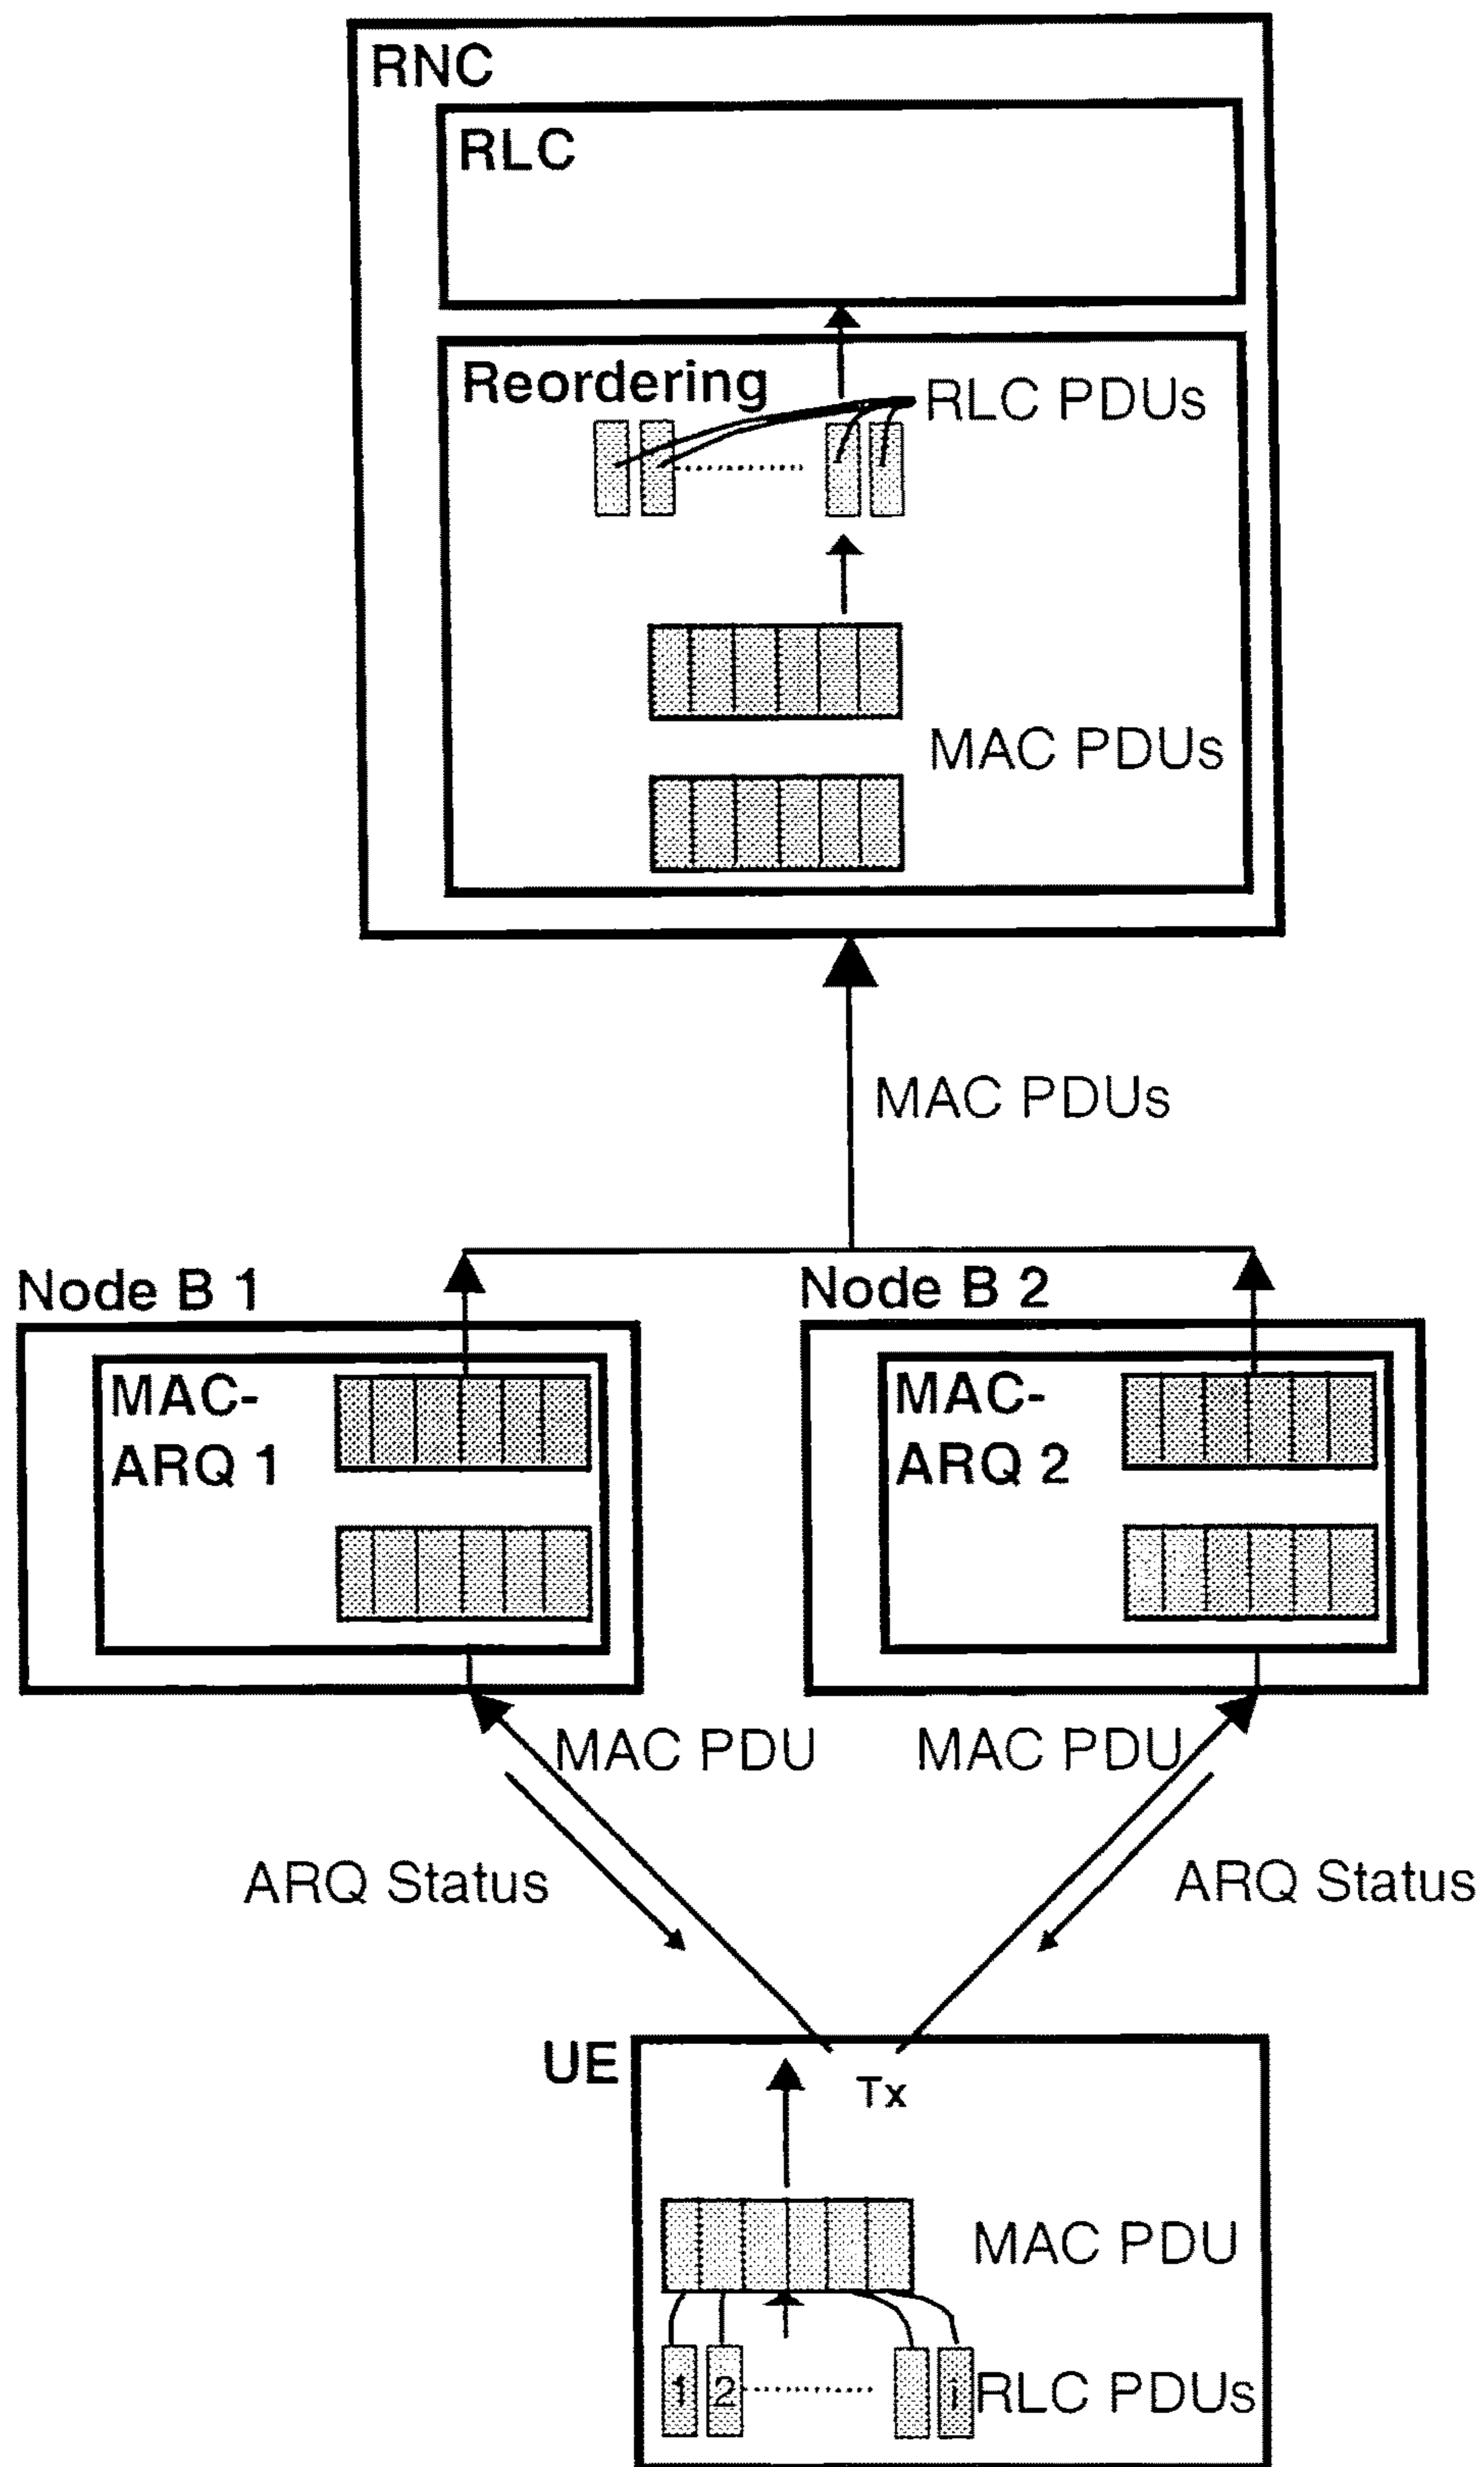 RNC
RLC
Reordering
RLC PDUs
MAC PDUs
MAC PDUs
Node B 1
Node B 2
MAC-
ARQ 1
MAC-
ARQ 2
MAC PDU
MAC PDU
ARQ Status
ARQ Status
UE
Tx
MAC PDU
1 2 i RLC PDUs